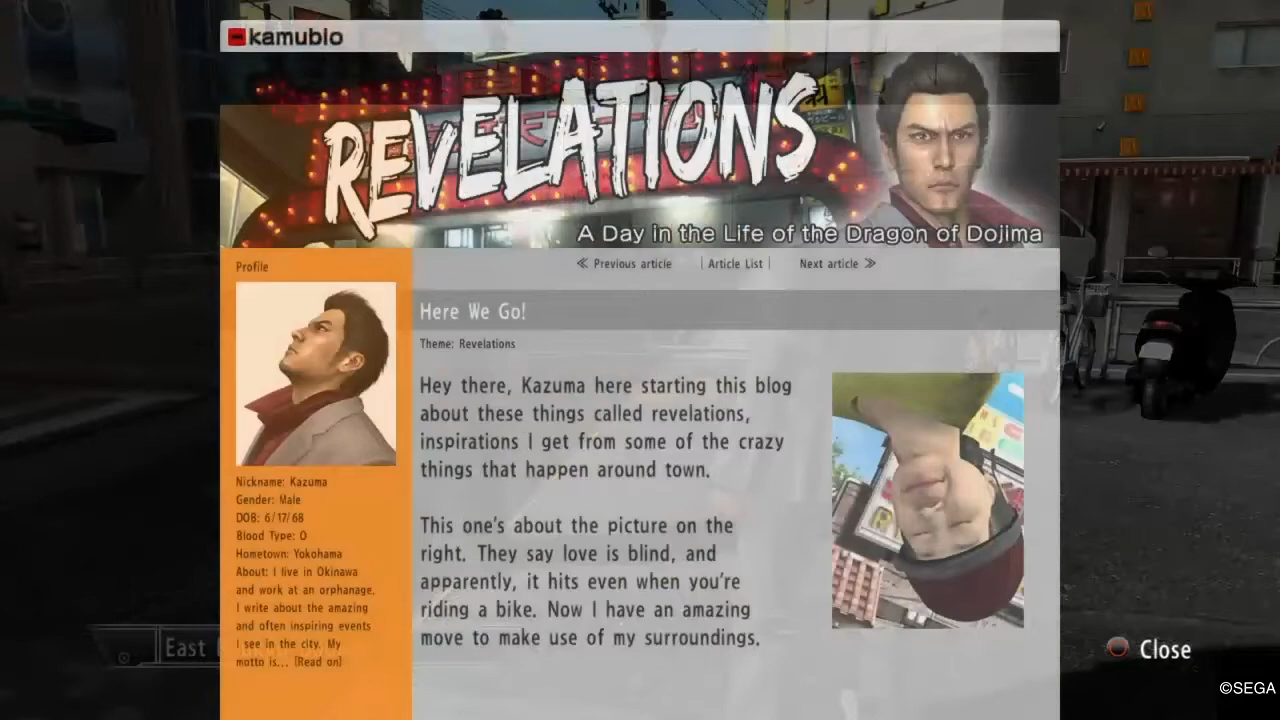 kamublo
REVELATIONS
A Day in the Life of the Dragon of Dojima
Profile
≪ Previous article | Article List | Next article ≫
Here We Go!
Theme: Revelations
Hey there, Kazuma here starting this blog
about these things called revelations,
inspirations I get from some of the crazy
things that happen around town.
This one's about the picture on the
right. They say love is blind, and
apparently, it hits even when you're
riding a bike. Now I have an amazing
move to make use of my surroundings.
Nickname: Kazuma
Gender: Male
DOB: 6/17/68
Blood Type: O
Hometown: Yokohama
About: I live in Okinawa
and work at an orphanage.
I write about the amazing
and often inspiring events
I see in the city. My
motto is... [Read on]
East
Close
©SEGA